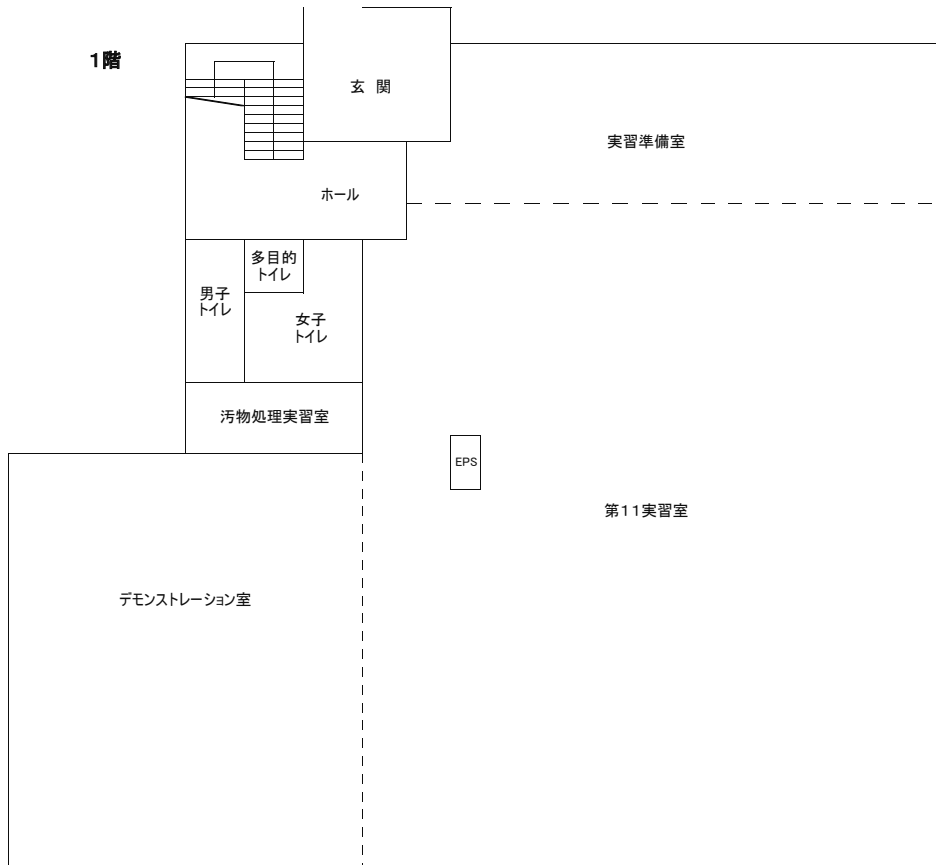 1階
玄 関
実習準備室
ホール
多目的
トイレ
男子
トイレ
女子
トイレ
汚物処理実習室
EPS
第11実習室
デモンストレーション室